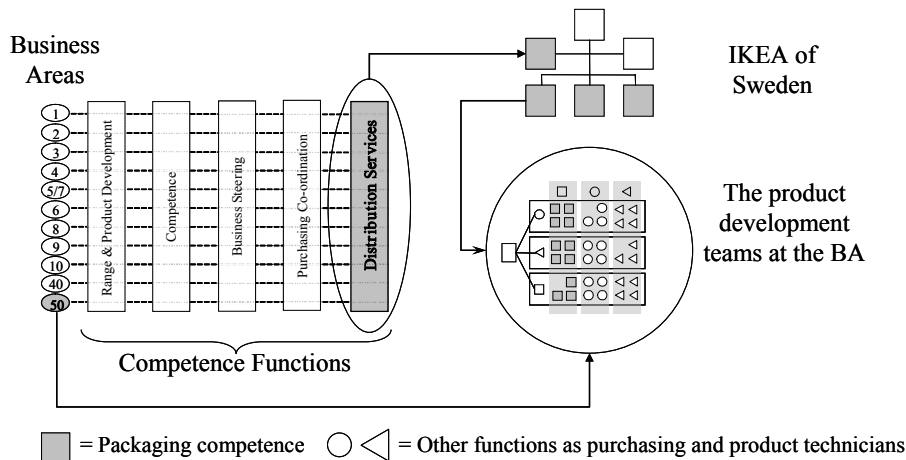 Business
Areas
1
2
3
4
5/7
6
8
9
10
40
50
Range & Product Development
Competence
Business Steering
Purchasing Co-ordination
Distribution Services
Competence Functions
IKEA of
Sweden
The product
development
teams at the BA
= Packaging competence
= Other functions as purchasing and product technicians